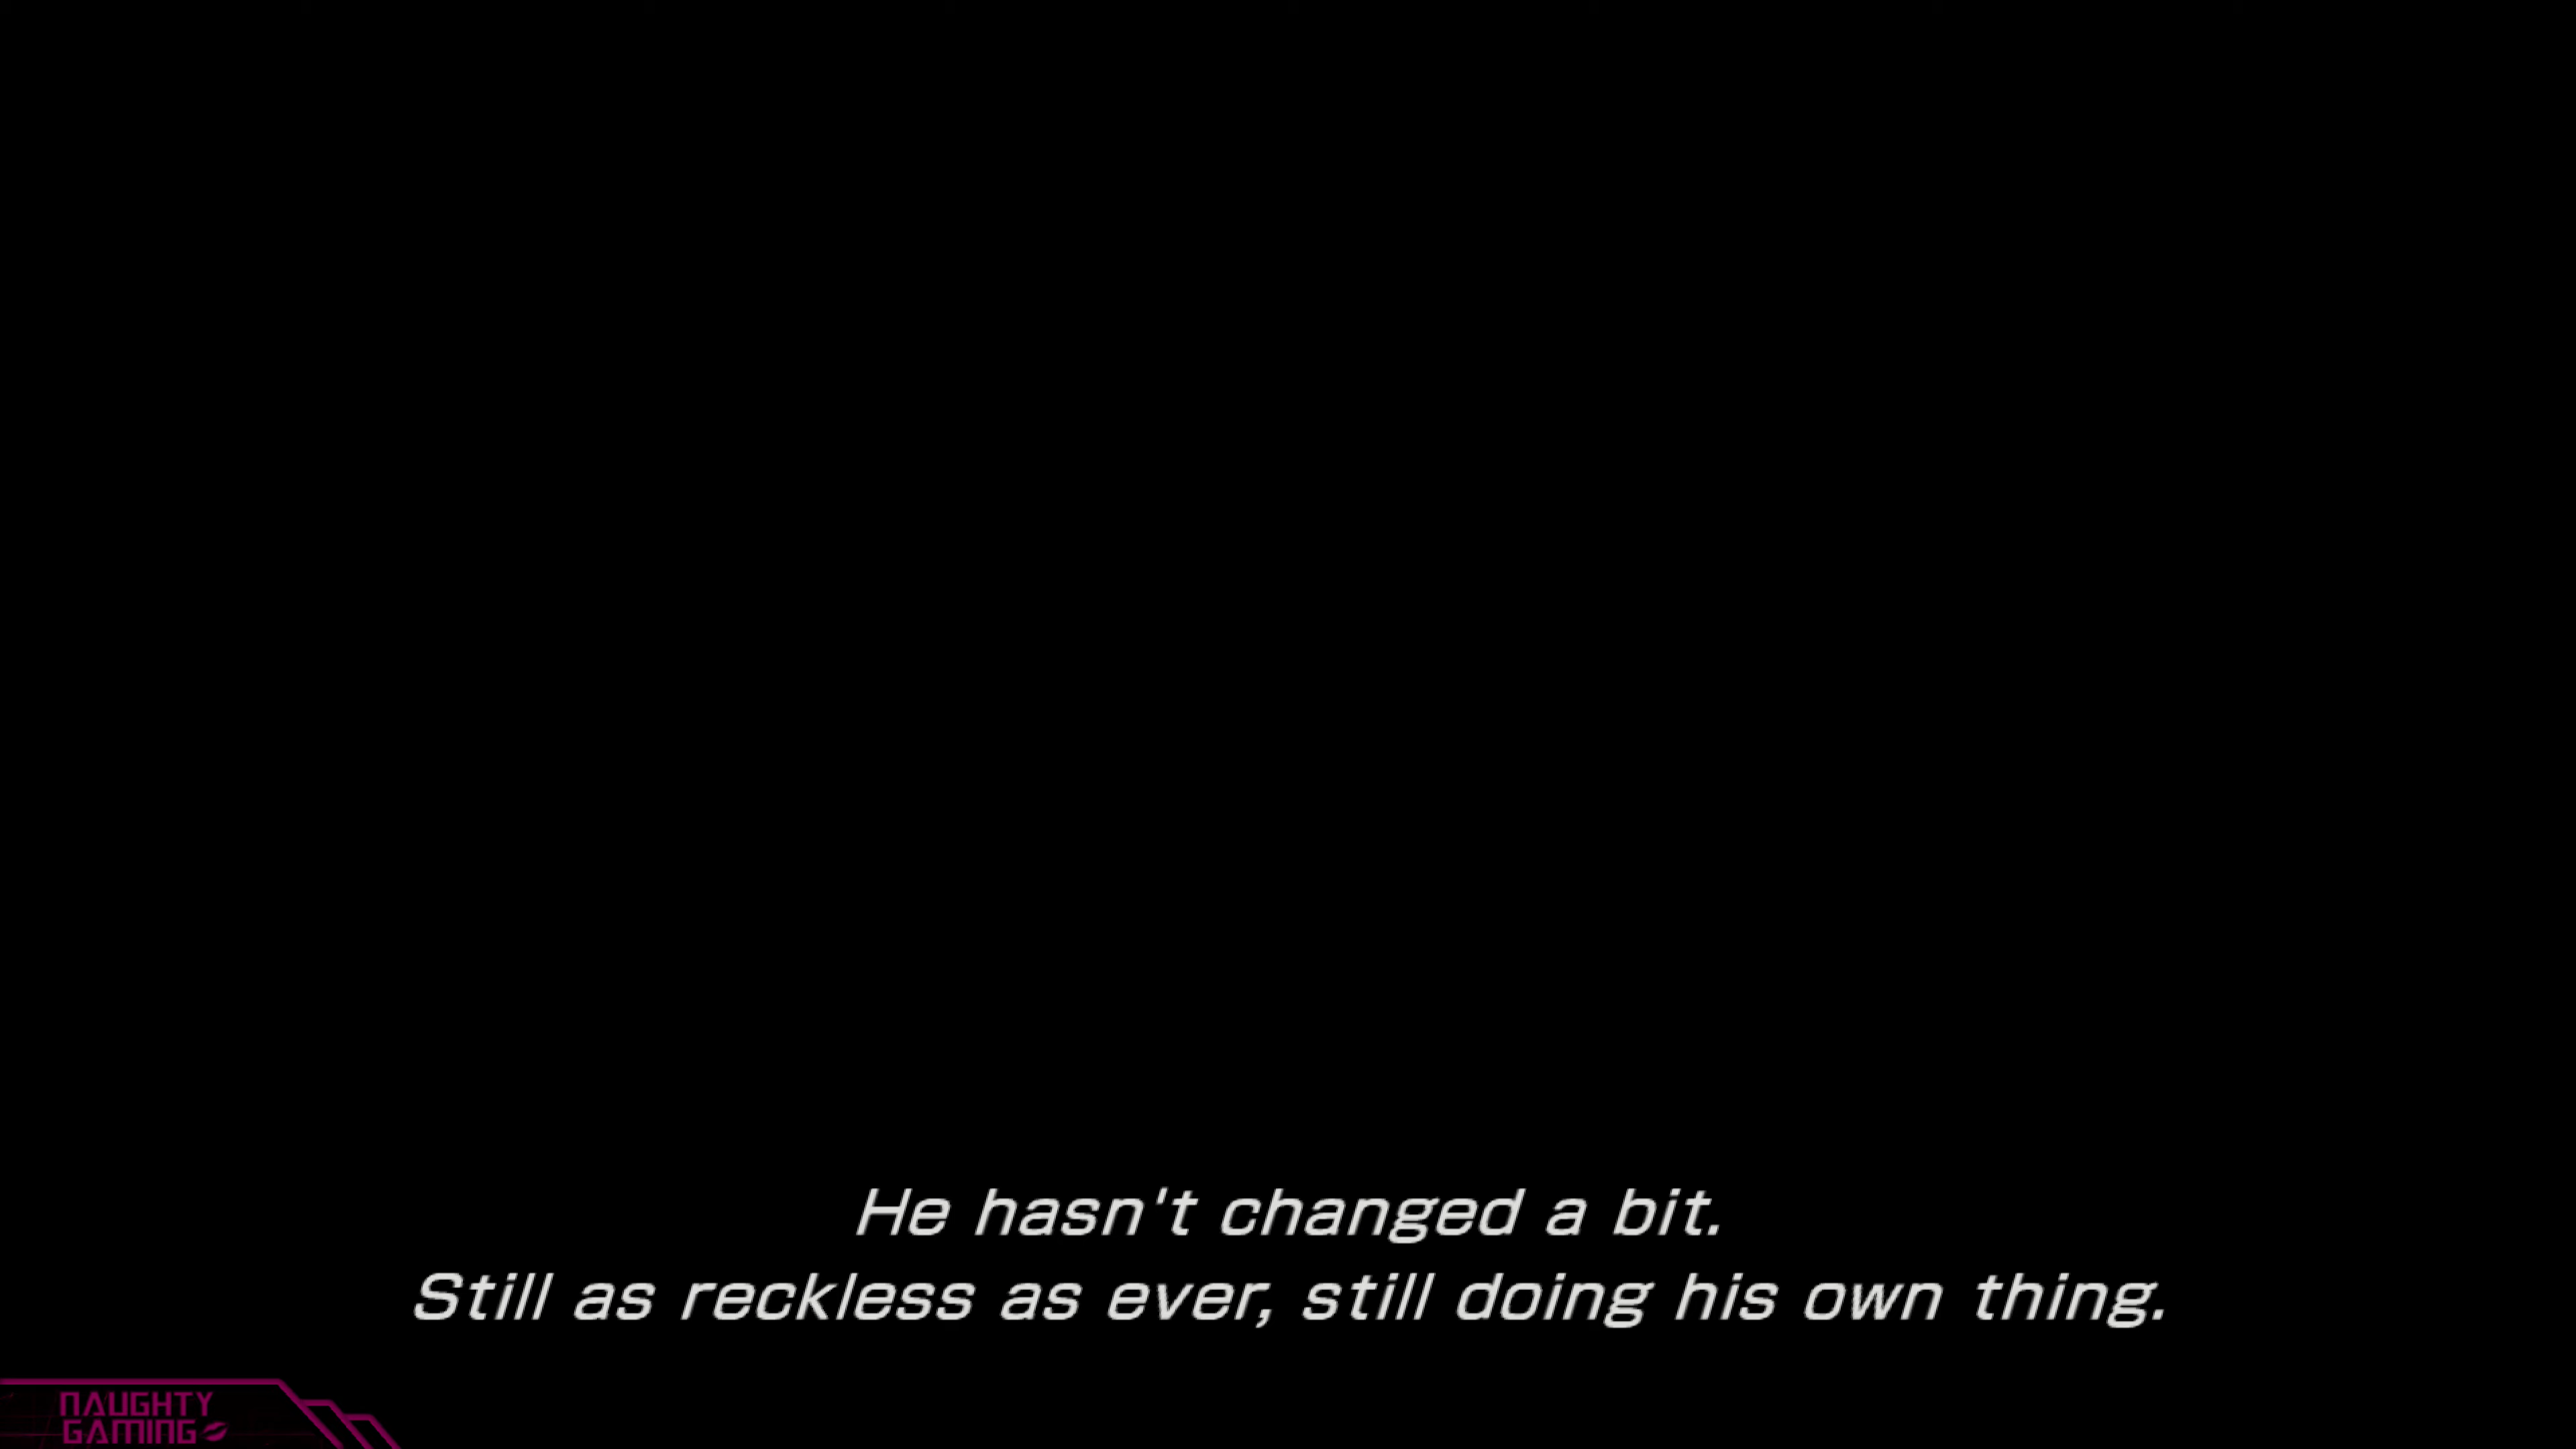 He hasn't changed a bit.
Still as reckless as ever, still doing his own thing.
NAUGHTY
GAMING